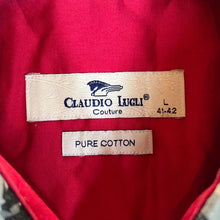 CLAUDIO LUGLI®
Couture
L
41-42
PURE COTTON